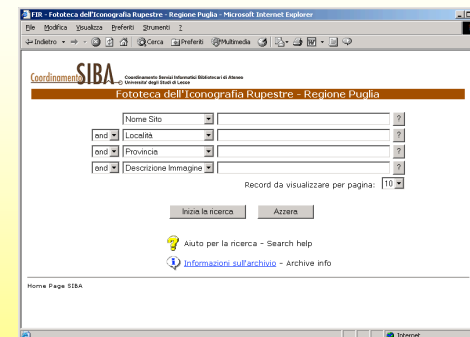 FIR - Fototeca dell'Iconografia Rupestre - Regione Puglia - Microsoft Internet Explorer
File Modifica Visualizza Preferiti Strumenti ?
Indietro Cerca Preferiti Multimedia
Coordinamento SIBA Coordinamento Servizi Informatici Bibliotecari di Ateneo
Università degli Studi di Lecce
Fototeca dell'Iconografia Rupestre - Regione Puglia
Nome Sito ?
and Località ?
and Provincia ?
and Descrizione Immagine ?
Record da visualizzare per pagina: 10
Inizia la ricerca Azzera
Aiuto per la ricerca - Search help
Informazioni sull'archivio - Archive info
Home Page SIBA
Internet